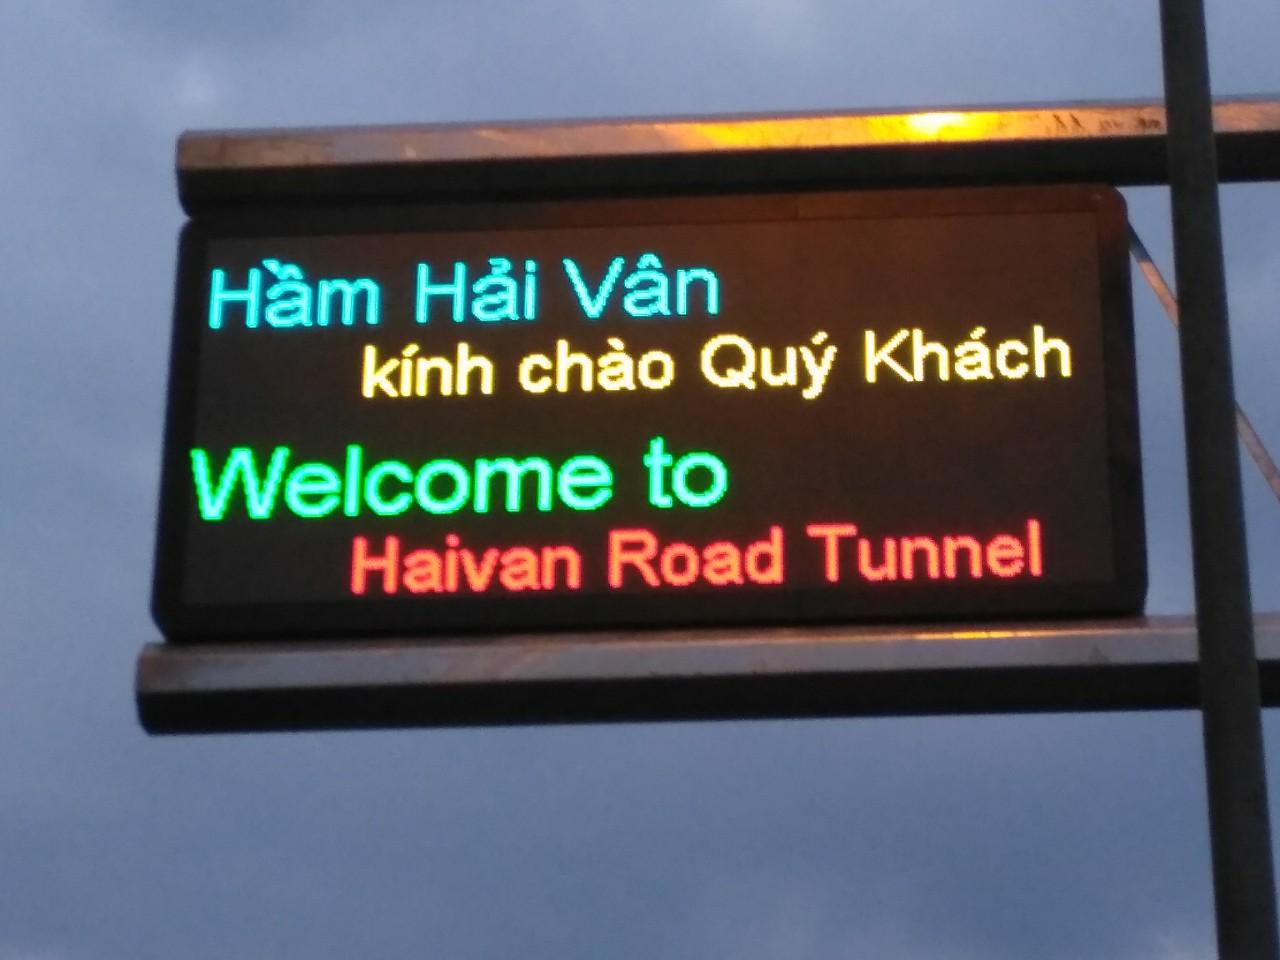 Hầm Hải Vân
kính chào Quý Khách
Welcome to
Haivan Road Tunnel